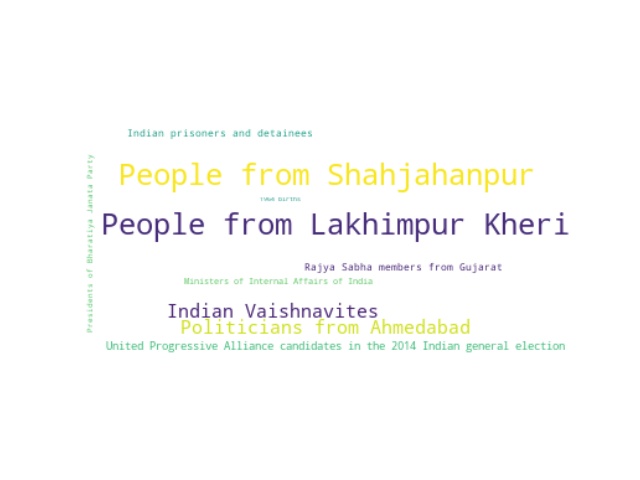 Indian prisoners and detainees
People from Shahjahanpur
People from Lakhimpur Kheri
Rajya Sabha members from Gujarat
Ministers of Internal Affairs of India
Indian Vaishnavites
Politicians from Ahmedabad
United Progressive Alliance candidates in the 2014 Indian general election
Presidents of Bharatiya Janata Party
births